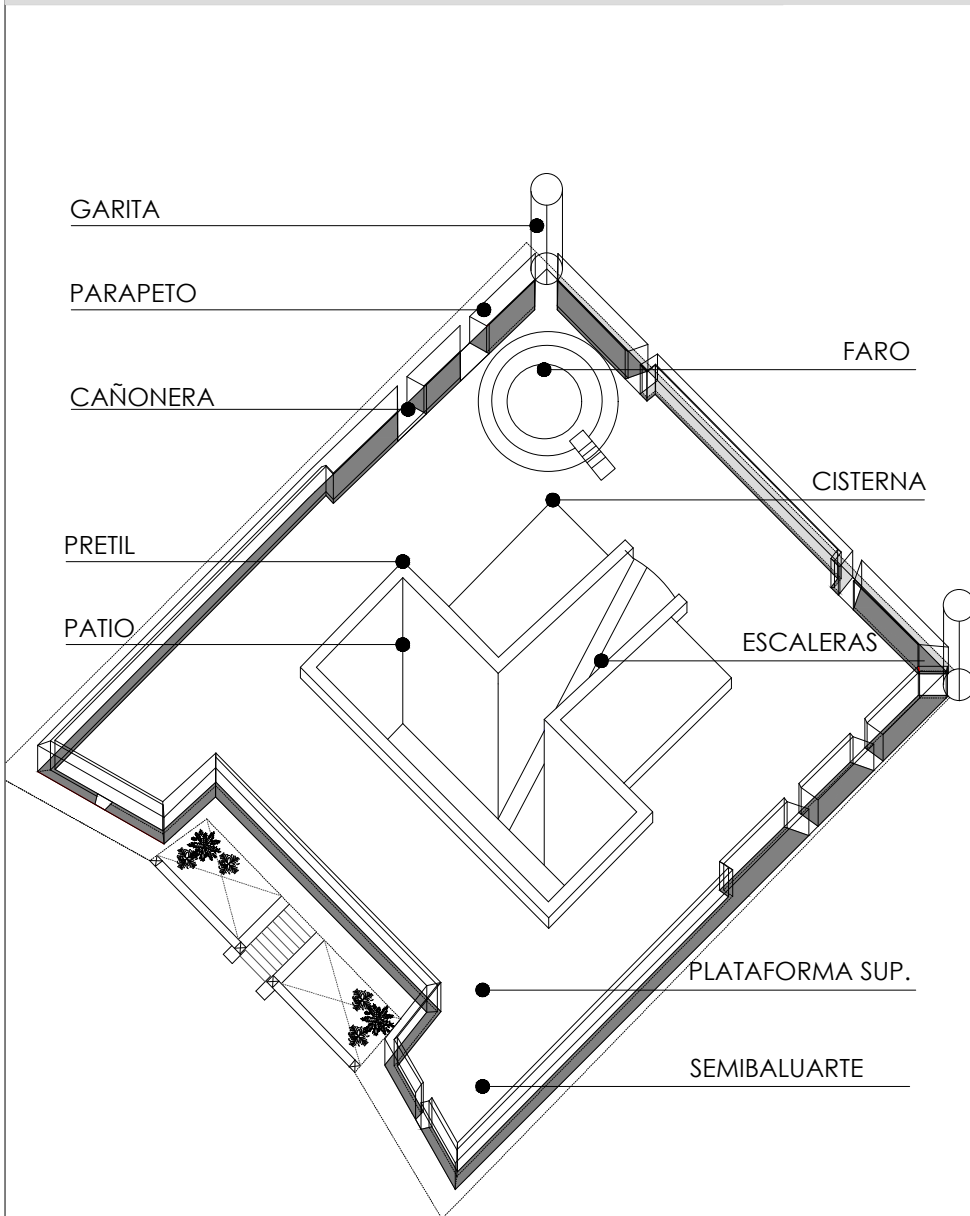 GARITA
PARAPETO
FARO
CAÑONERA
CISTERNA
PRETIL
PATIO
ESCALERAS
PLATAFORMA SUP.
SEMIBALUARTE